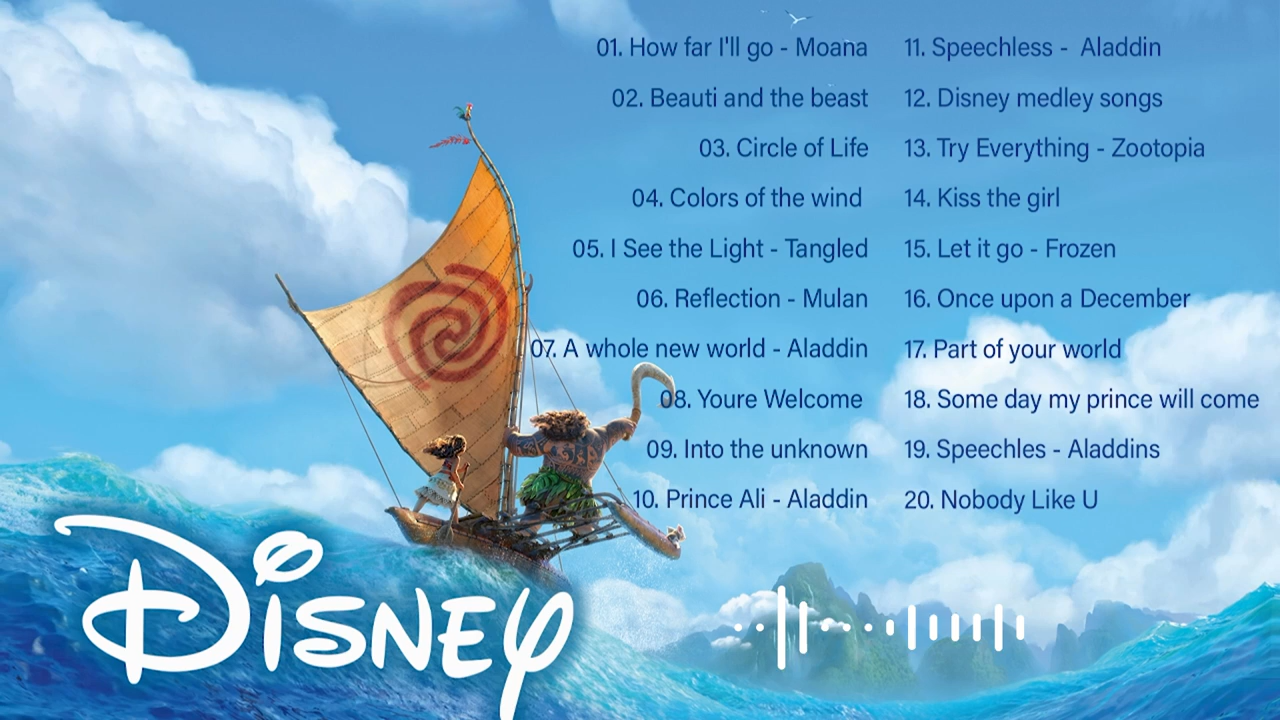 01. How far I'll go - Moana
02. Beauti and the beast
03. Circle of Life
04. Colors of the wind
05. I See the Light - Tangled
06. Reflection - Mulan
07. A whole new world - Aladdin
08. Youre Welcome
09. Into the unknown
10. Prince Ali - Aladdin
11. Speechless - Aladdin
12. Disney medley songs
13. Try Everything - Zootopia
14. Kiss the girl
15. Let it go - Frozen
16. Once upon a December
17. Part of your world
18. Some day my prince will come
19. Speechles - Aladdins
20. Nobody Like U
Disney